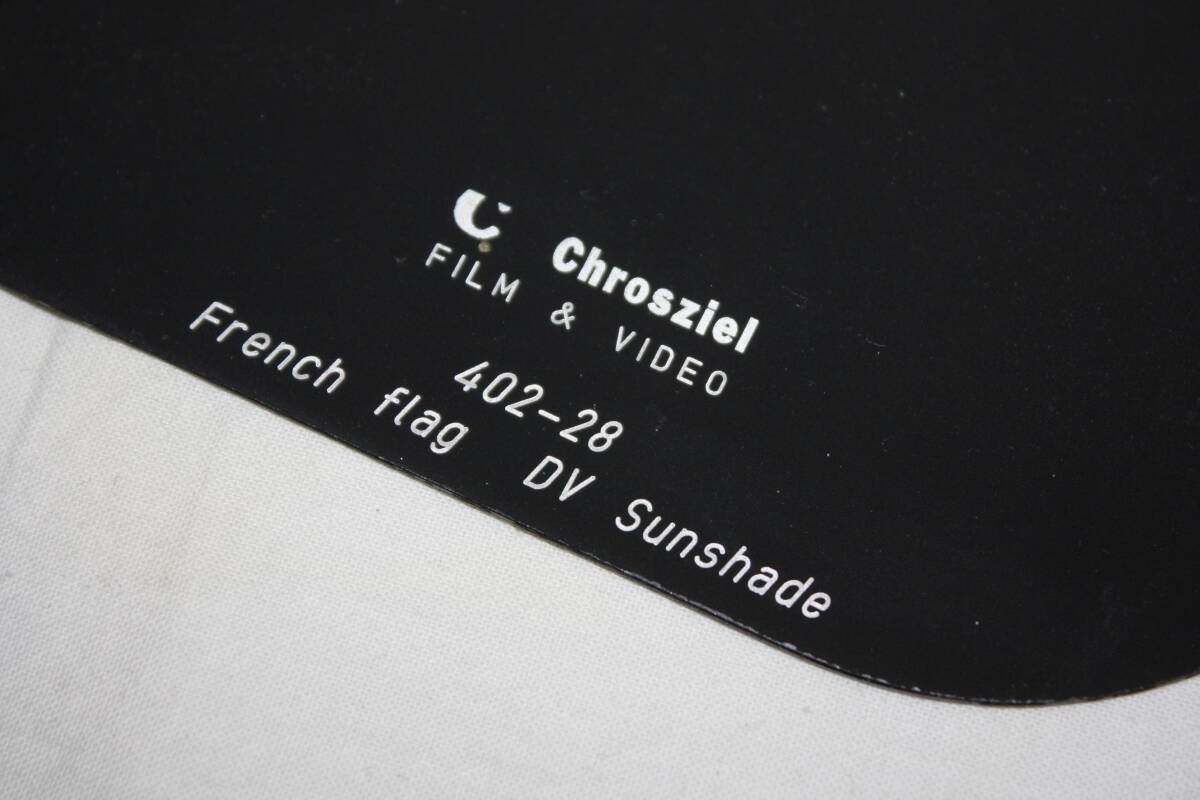 Chrosziel
FILM & VIDEO
402-28
French flag DV Sunshade